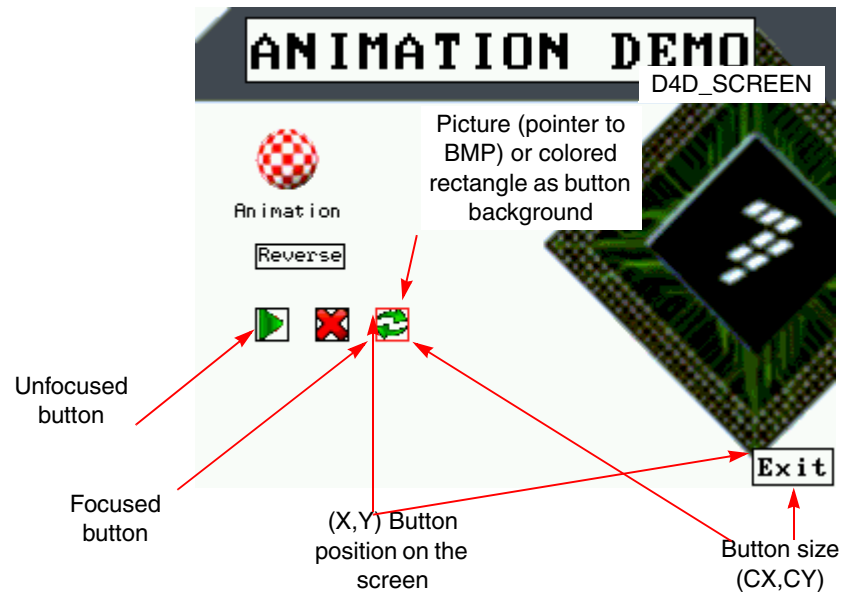 ANIMATION DEMO
D4D_SCREEN
Picture (pointer to
BMP) or colored
rectangle as button
background
Animation
Reverse
Unfocused
button
Exit
Focused
button
(X,Y) Button
position on the
screen
Button size
(CX,CY)